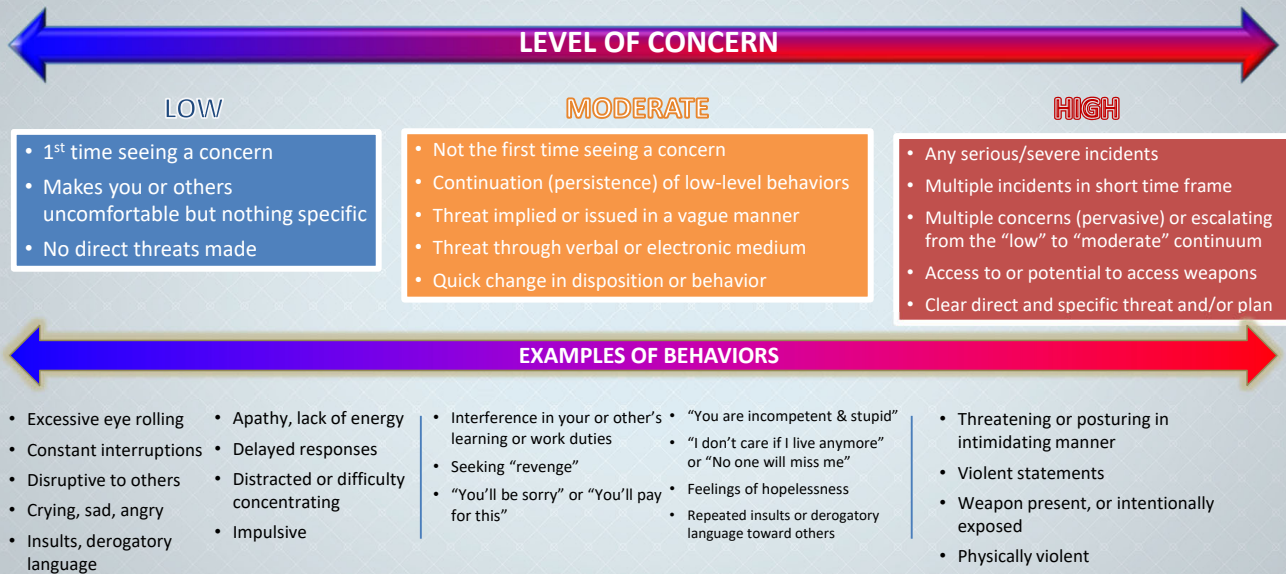 LEVEL OF CONCERN
LOW
• 1st time seeing a concern
• Makes you or others
uncomfortable but nothing specific
• No direct threats made
MODERATE
• Not the first time seeing a concern
• Continuation (persistence) of low-level behaviors
• Threat implied or issued in a vague manner
• Threat through verbal or electronic medium
• Quick change in disposition or behavior
HIGH
• Any serious/severe incidents
• Multiple incidents in short time frame
• Multiple concerns (pervasive) or escalating
from the “low” to “moderate” continuum
• Access to or potential to access weapons
• Clear direct and specific threat and/or plan
EXAMPLES OF BEHAVIORS
• Excessive eye rolling
• Constant interruptions
• Disruptive to others
• Crying, sad, angry
• Insults, derogatory
language
• Apathy, lack of energy
• Delayed responses
• Distracted or difficulty
concentrating
• Impulsive
• Interference in your or other’s
learning or work duties
• Seeking “revenge”
• “You’ll be sorry” or “You’ll pay
for this”
• “You are incompetent & stupid”
• “I don’t care if I live anymore”
or “No one will miss me”
• Feelings of hopelessness
• Repeated insults or derogatory
language toward others
• Threatening or posturing in
intimidating manner
• Violent statements
• Weapon present, or intentionally
exposed
• Physically violent